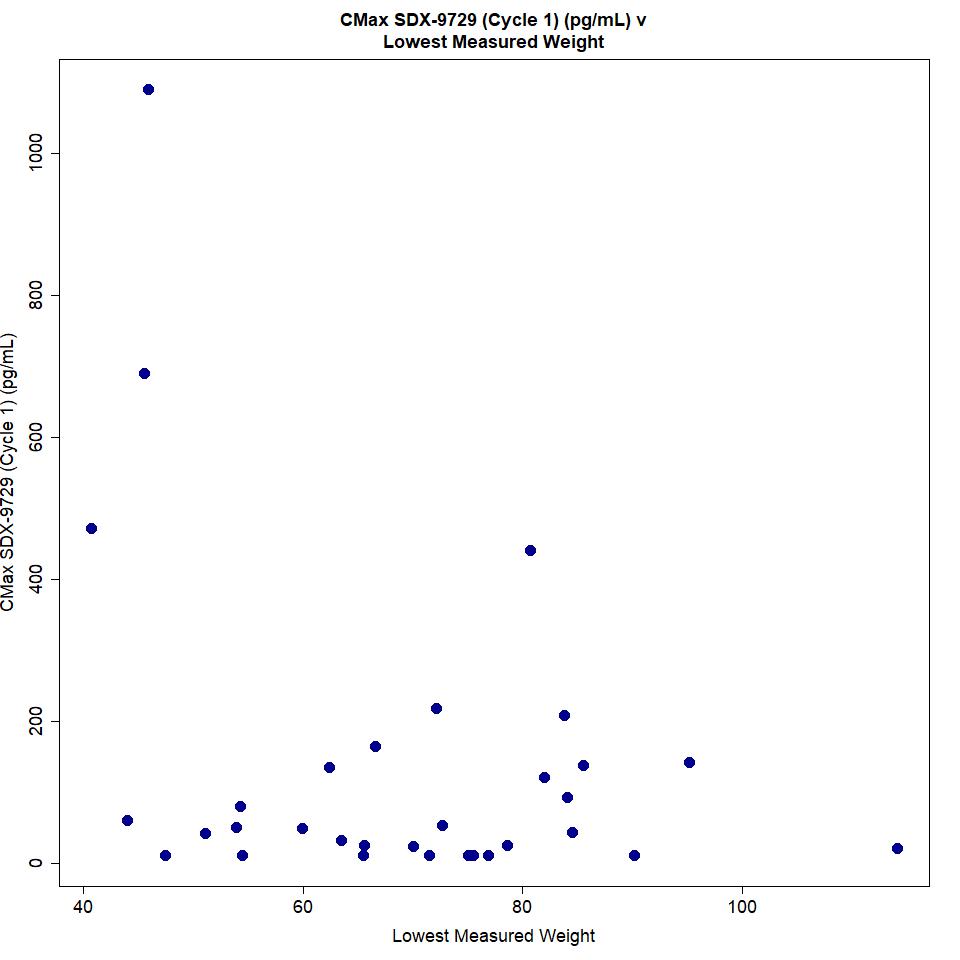 CMax SDX-9729 (Cycle 1) (pg/mL) v
Lowest Measured Weight
CMax SDX-9729 (Cycle 1) (pg/mL)
1000
800
600
400
200
0
40 60 80 100
Lowest Measured Weight